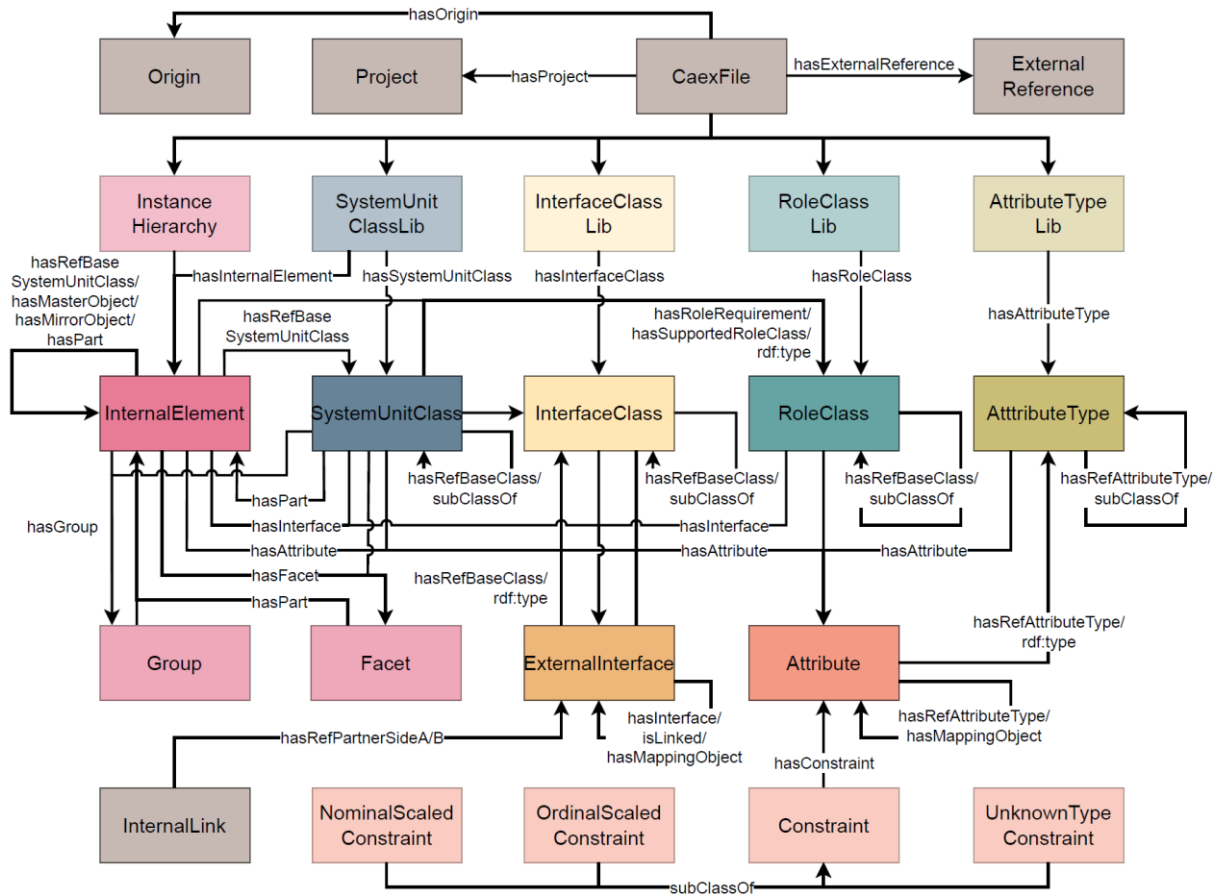 hasOrigin
Origin
Project
hasProject
CaexFile
hasExternalReference
External
Reference
Instance
Hierarchy
SystemUnit
ClassLib
InterfaceClass
Lib
RoleClass
Lib
AttributeType
Lib
hasRefBase
SystemUnitClass/
hasMasterObject/
hasMirrorObject/
hasPart
hasInternalElement
hasSystemUnitClass
hasInterfaceClass
hasRoleClass
hasAttributeType
hasRefBase
SystemUnitClass
hasRoleRequirement/
hasSupportedRoleClass/
rdf:type
InternalElement
SystemUnitClass
InterfaceClass
RoleClass
AtttributeType
hasRefBaseClass/
subClassOf
hasRefBaseClass/
subClassOf
hasRefBaseClass/
subClassOf
hasRefAttributeType/
subClassOf
hasPart
hasGroup
hasInterface
hasInterface
hasAttribute
hasAttribute
hasAttribute
hasFacet
hasPart
hasRefBaseClass/
rdf:type
hasRefAttributeType/
rdf:type
Group
Facet
ExternalInterface
Attribute
hasRefPartnerSideA/B
hasInterface/
isLinked/
hasMappingObject
hasConstraint
hasRefAttributeType/
hasMappingObject
InternalLink
NominalScaled
Constraint
OrdinalScaled
Constraint
Constraint
UnknownType
Constraint
subClassOf